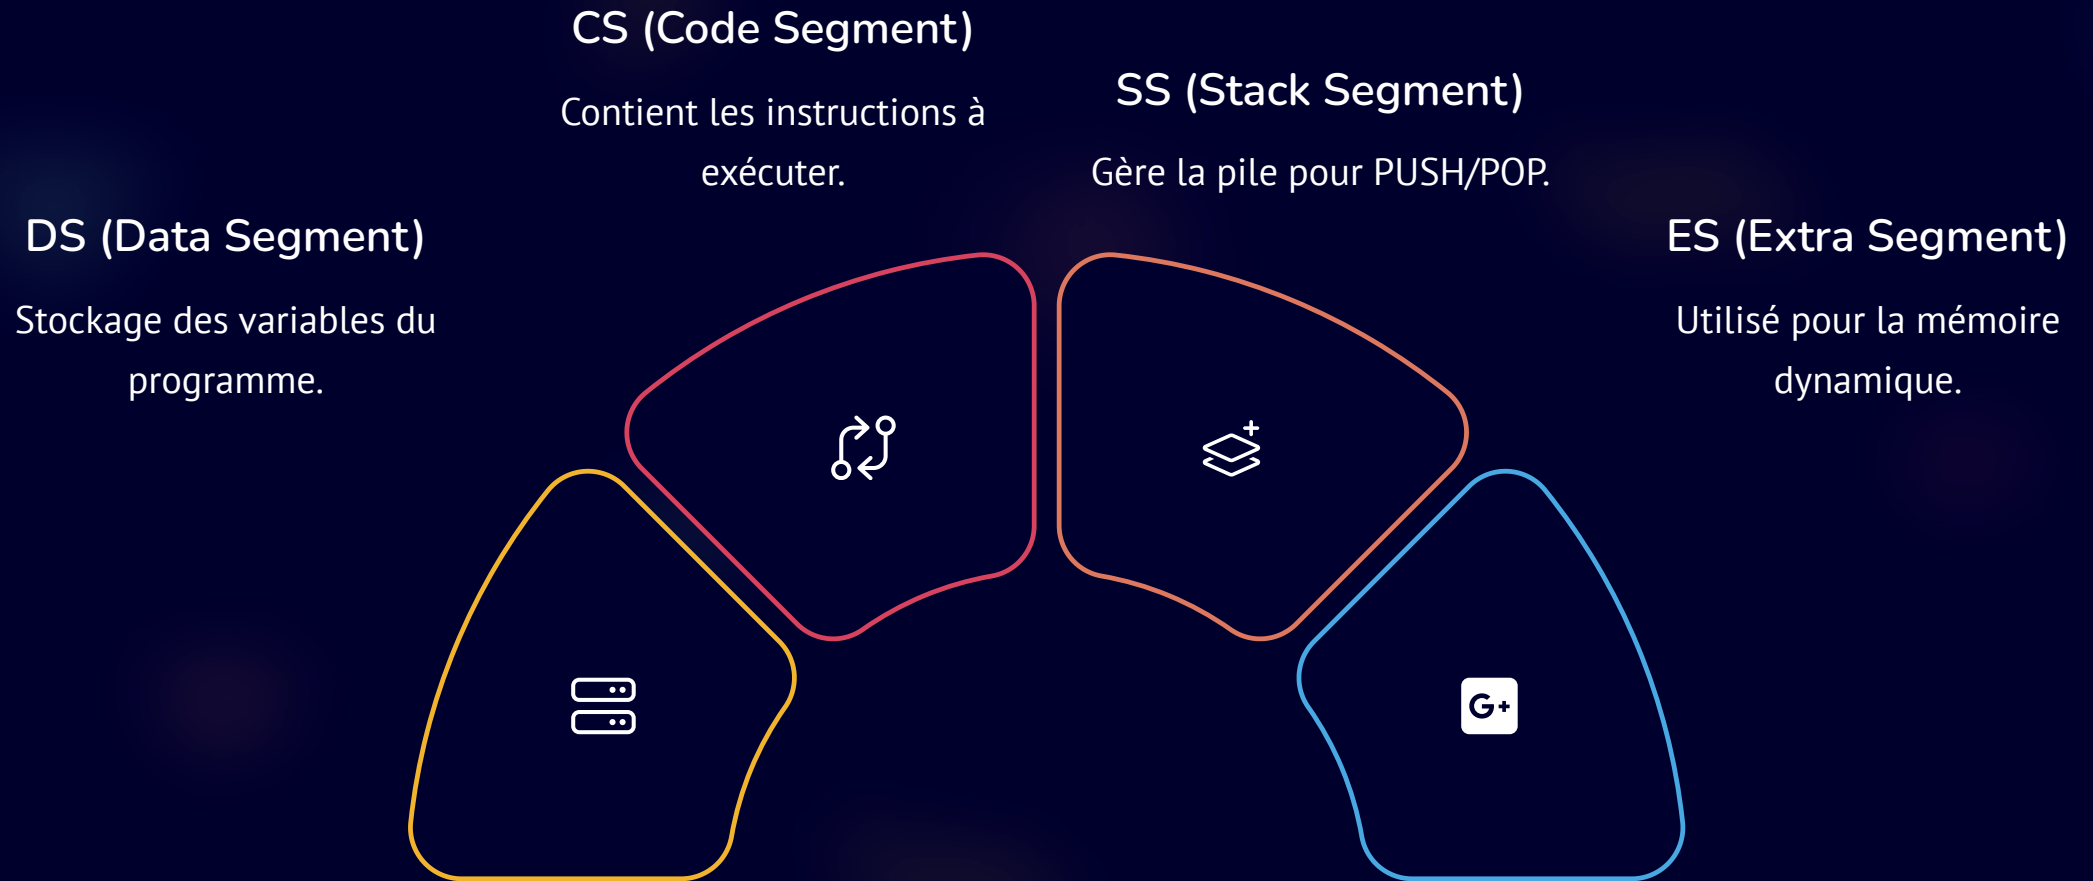 CS (Code Segment)
Contient les instructions à
exécuter.
SS (Stack Segment)
Gère la pile pour PUSH/POP.
DS (Data Segment)
Stockage des variables du
programme.
ES (Extra Segment)
Utilisé pour la mémoire
dynamique.
G+